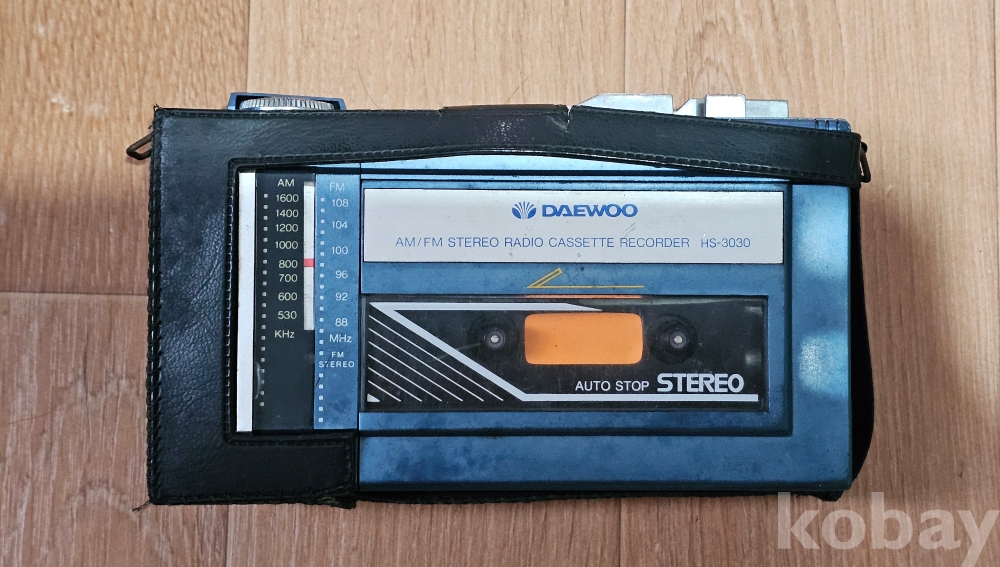 AM
1600
1400
1200
1000
800
700
600
530
KHz
FM
108
104
100
96
92
88
MHz
FM
STEREO
DAEWOO
AM/FM STEREO RADIO CASSETTE RECORDER HS-3030
AUTO STOP STEREO
kobay